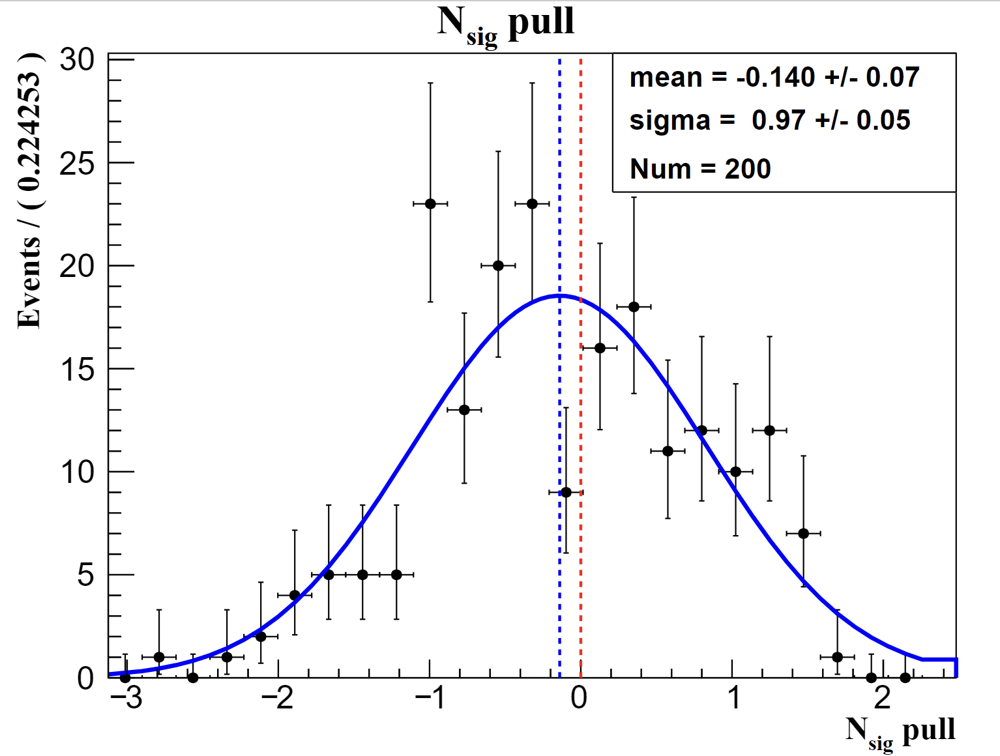 N_sig pull
Events / ( 0.224253 )
30
25
20
15
10
5
0
mean = -0.140 +/- 0.07
sigma = 0.97 +/- 0.05
Num = 200
−3 −2 −1 0 1 2
N_sig pull